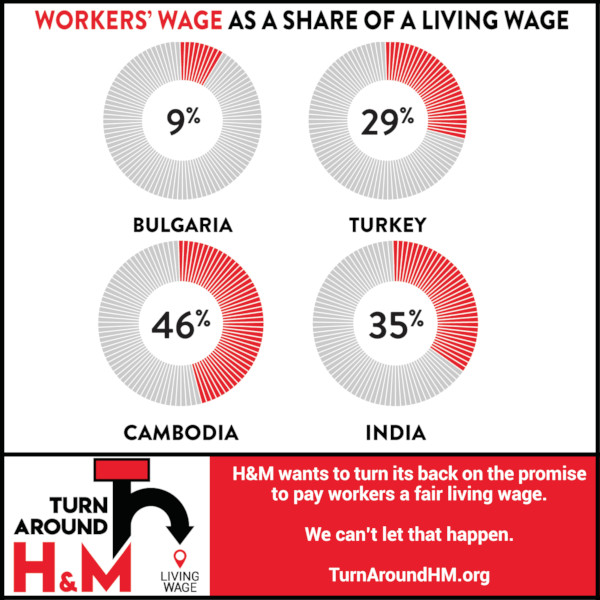 WORKERS' WAGE AS A SHARE OF A LIVING WAGE
9%
29%
BULGARIA
TURKEY
46%
35%
CAMBODIA
INDIA
TURN
AROUND
H&M
LIVING
WAGE
H&M wants to turn its back on the promise
to pay workers a fair living wage.
We can't let that happen.
TurnAroundHM.org